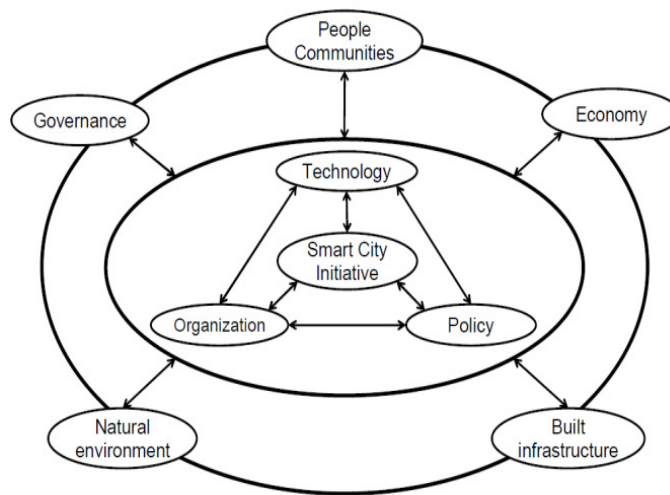 People
Communities
Governance
Economy
Technology
Smart City
Initiative
Organization
Policy
Natural
environment
Built
infrastructure